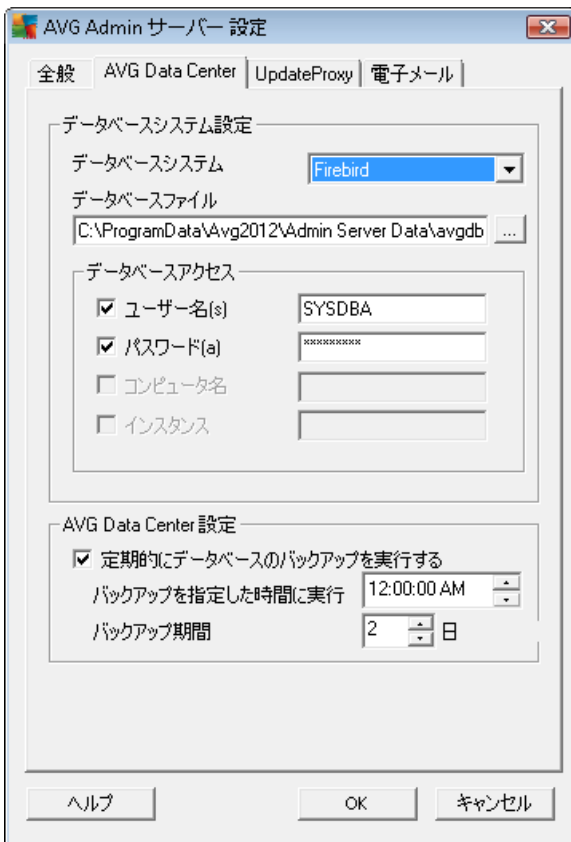 AVG Admin サーバー 設定
全般 AVG Data Center UpdateProxy 電子メール
データベースシステム設定
データベースシステム Firebird
データベースファイル
C:\ProgramData\Avg2012\Admin Server Data\avgdb ...
データベースアクセス
ユーザー名(s) SYSDBA
パスワード(a) *********
コンピュータ名
インスタンス
AVG Data Center 設定
定期的にデータベースのバックアップを実行する
バックアップを指定した時間に実行 12:00:00 AM
バックアップ期間 2 日
ヘルプ OK キャンセル